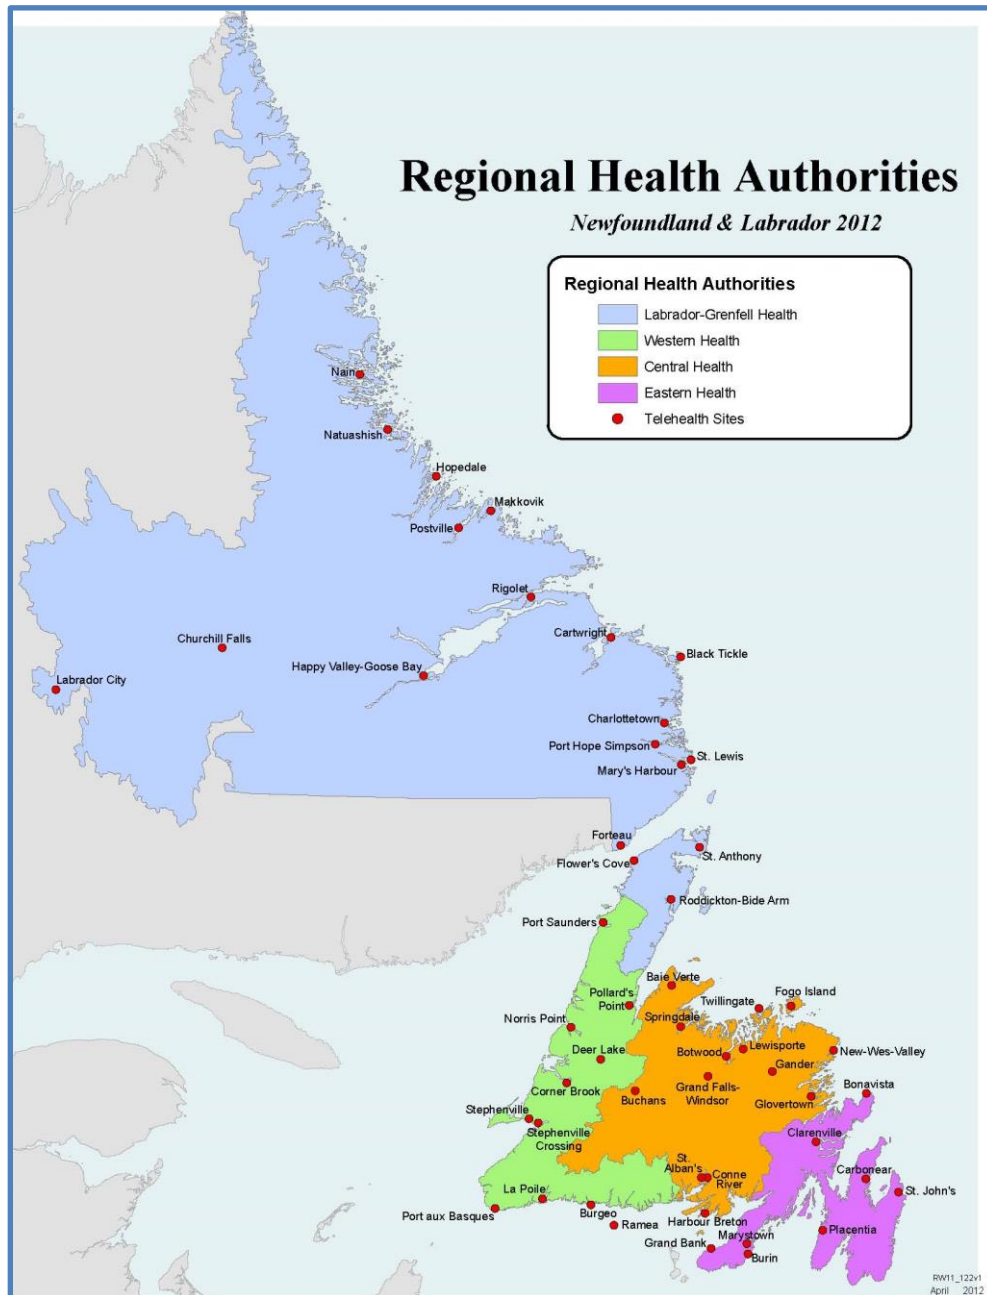 Regional Health Authorities
Newfoundland & Labrador 2012
Regional Health Authorities
Labrador-Grenfell Health
Western Health
Central Health
Eastern Health
Telehealth Sites
Nain
Natuashish
Hopedale
Makkovik
Postville
Rigolet
Cartwright
Churchill Falls
Black Tickle
Happy Valley-Goose Bay
Labrador City
Charlottetown
Port Hope Simpson
St. Lewis
Mary's Harbour
Forteau
St. Anthony
Flower's Cove
Roddickton-Bide Arm
Port Saunders
Baie Verte
Fogo Island
Pollard's
Point
Twillingate
Norris Point
Springdale
Lewisporte
New-Wes-Valley
Deer Lake
Botwood
Gander
Corner Brook
Buchans
Grand Falls-
Windsor
Bonavista
Glovertown
Stephenville
Stephenville
Crossing
Clarenville
St.
Alban's
Conne
River
Carbonear
St. John's
La Poile
Port aux Basques
Burgeo
Ramea
Harbour Breton
Marystown
Placentia
Grand Bank
Burin
RW11_122v1
April 2012